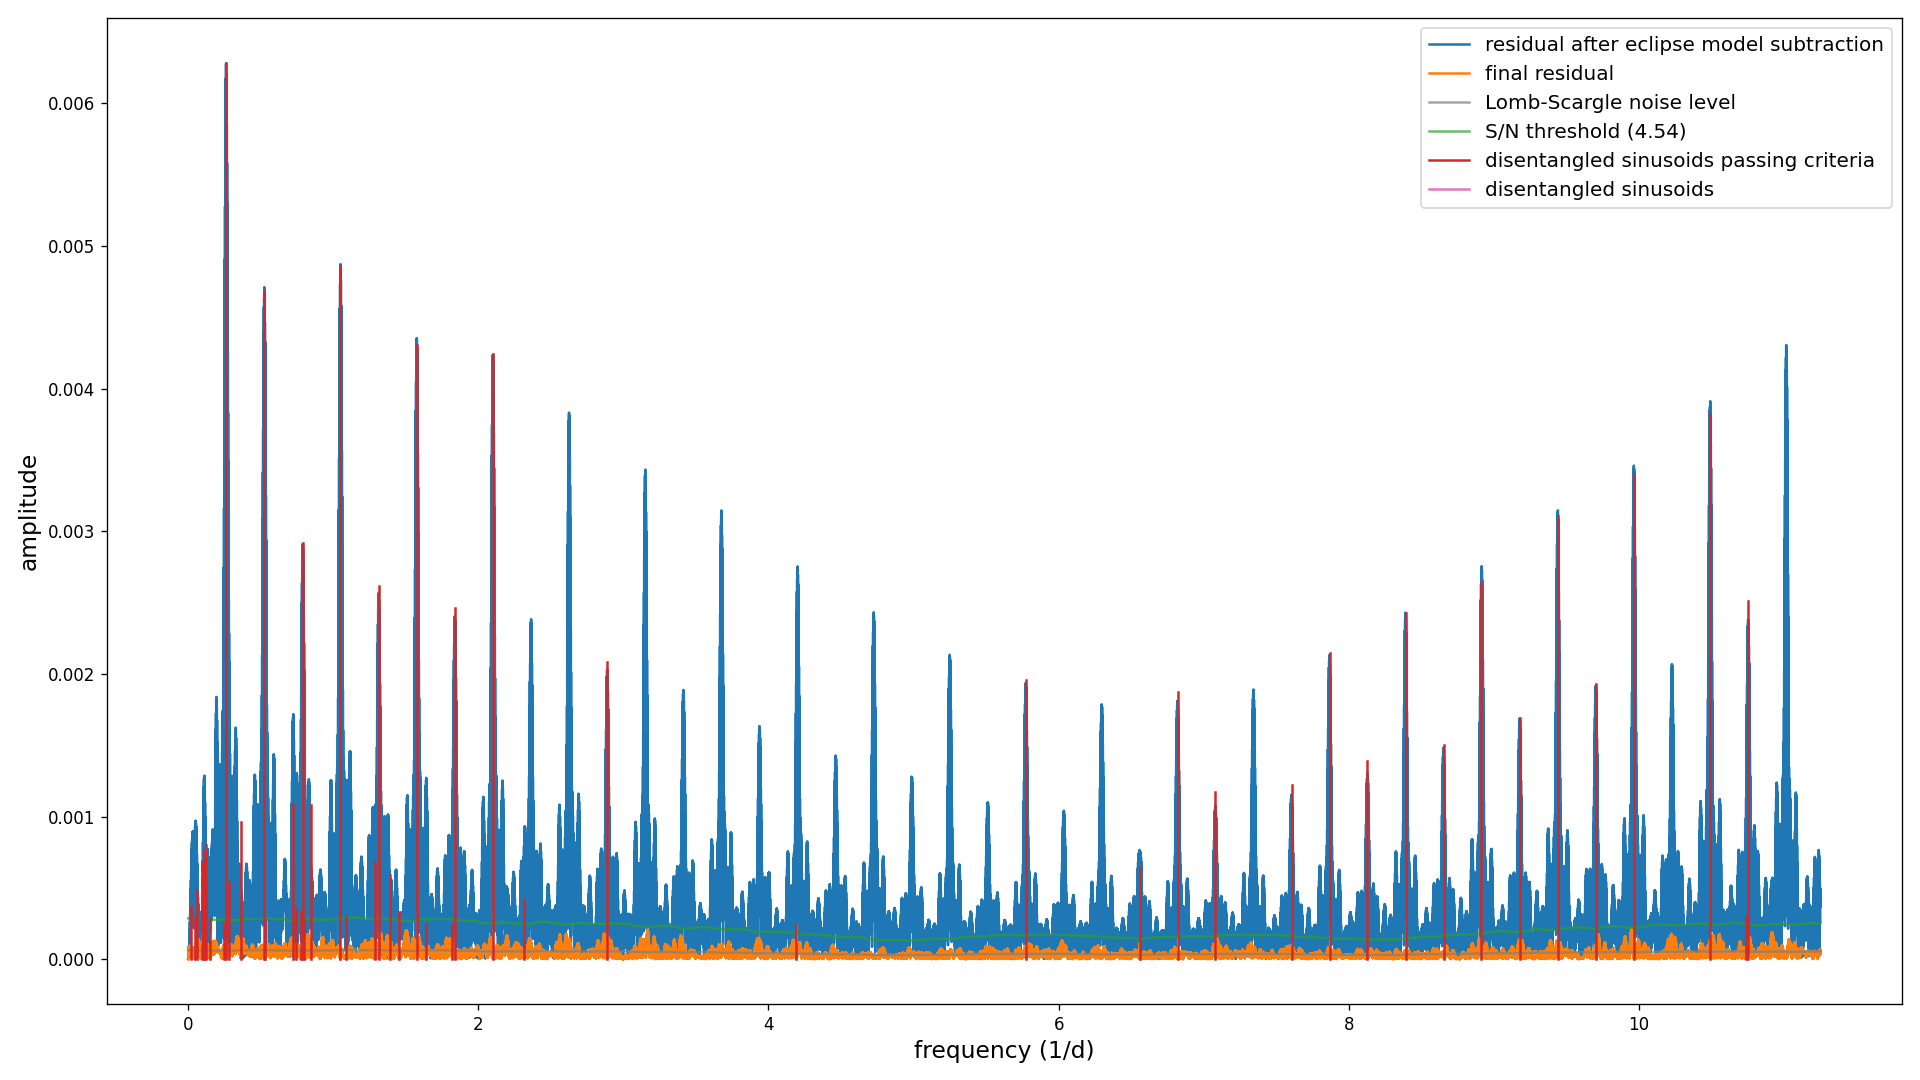 residual after eclipse model subtraction
final residual
Lomb-Scargle noise level
S/N threshold (4.54)
disentangled sinusoids passing criteria
disentangled sinusoids
0.006
0.005
0.004
0.003
0.002
0.001
0.000
amplitude
0 2 4 6 8 10
frequency (1/d)